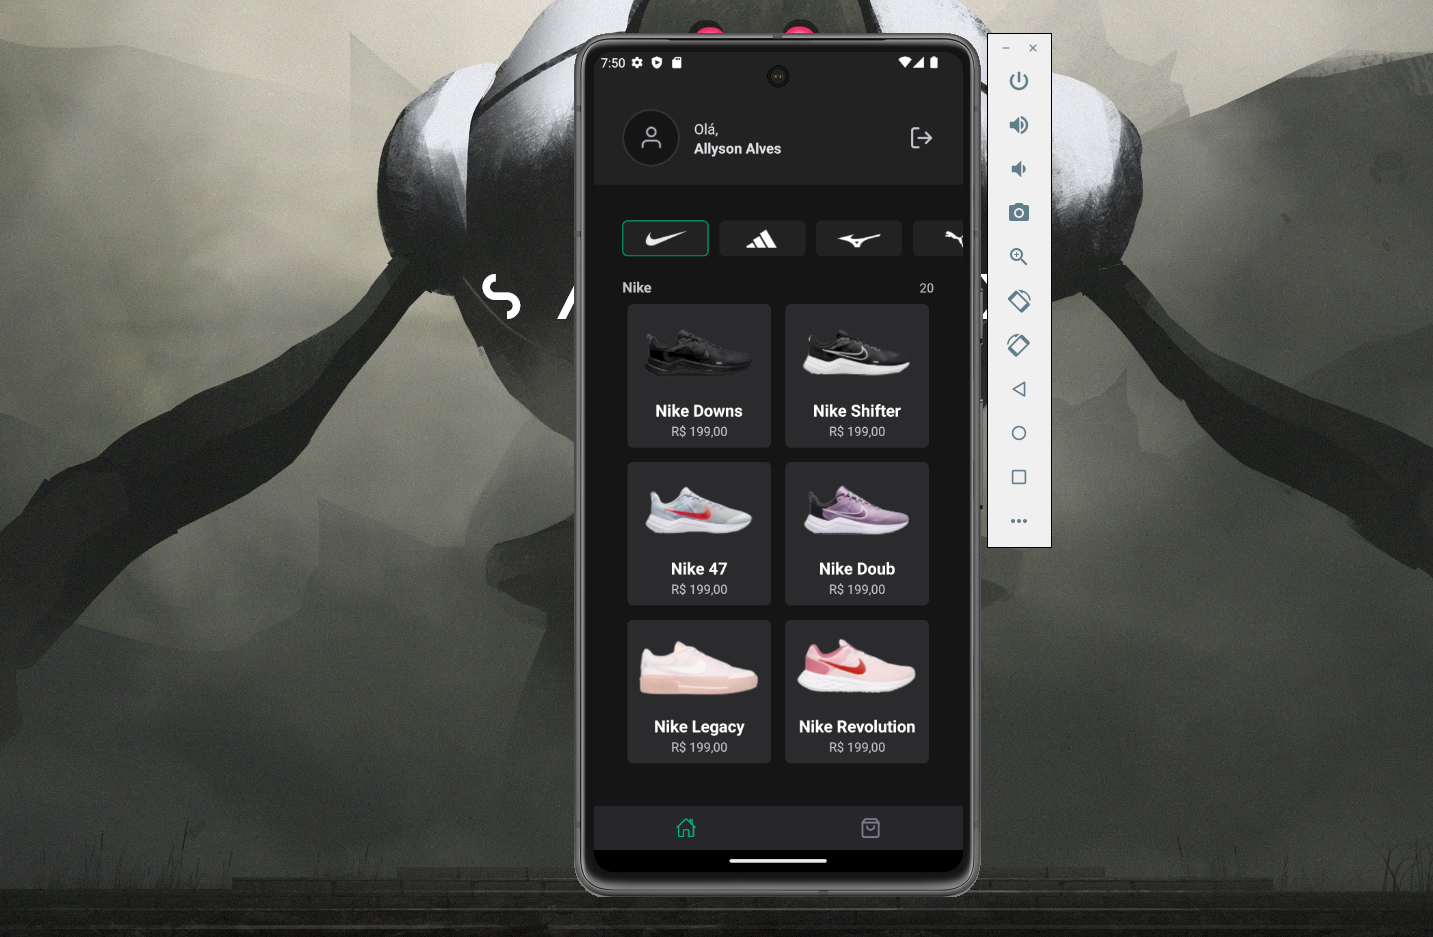 7:50
Olá,
Allyson Alves
Nike
20
Nike Downs
R$ 199,00
Nike Shifter
R$ 199,00
Nike 47
R$ 199,00
Nike Doub
R$ 199,00
Nike Legacy
R$ 199,00
Nike Revolution
R$ 199,00